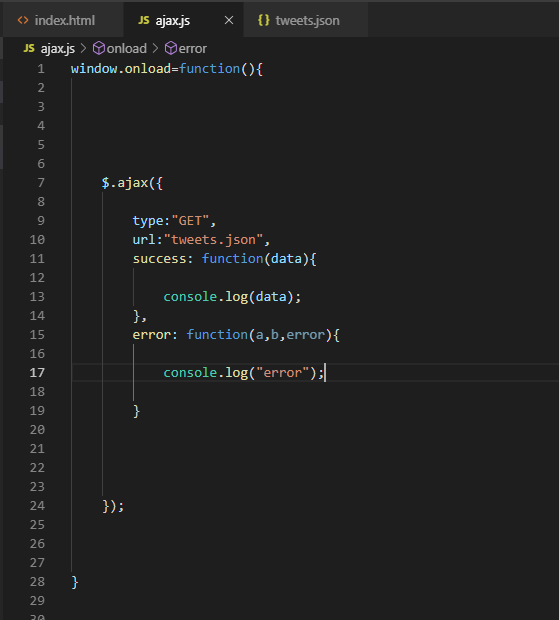 <> index.html JS ajax.js × {} tweets.json
JS ajax.js > onload > error
1 window.onload=function(){
2
3
4
5
6
7 $.ajax({
8
9 type:"GET",
10 url:"tweets.json",
11 success: function(data){
12
13 console.log(data);
14 },
15 error: function(a,b,error){
16
17 console.log("error");
18
19 }
20
21
22
23
24 });
25
26
27
28 }
29
30